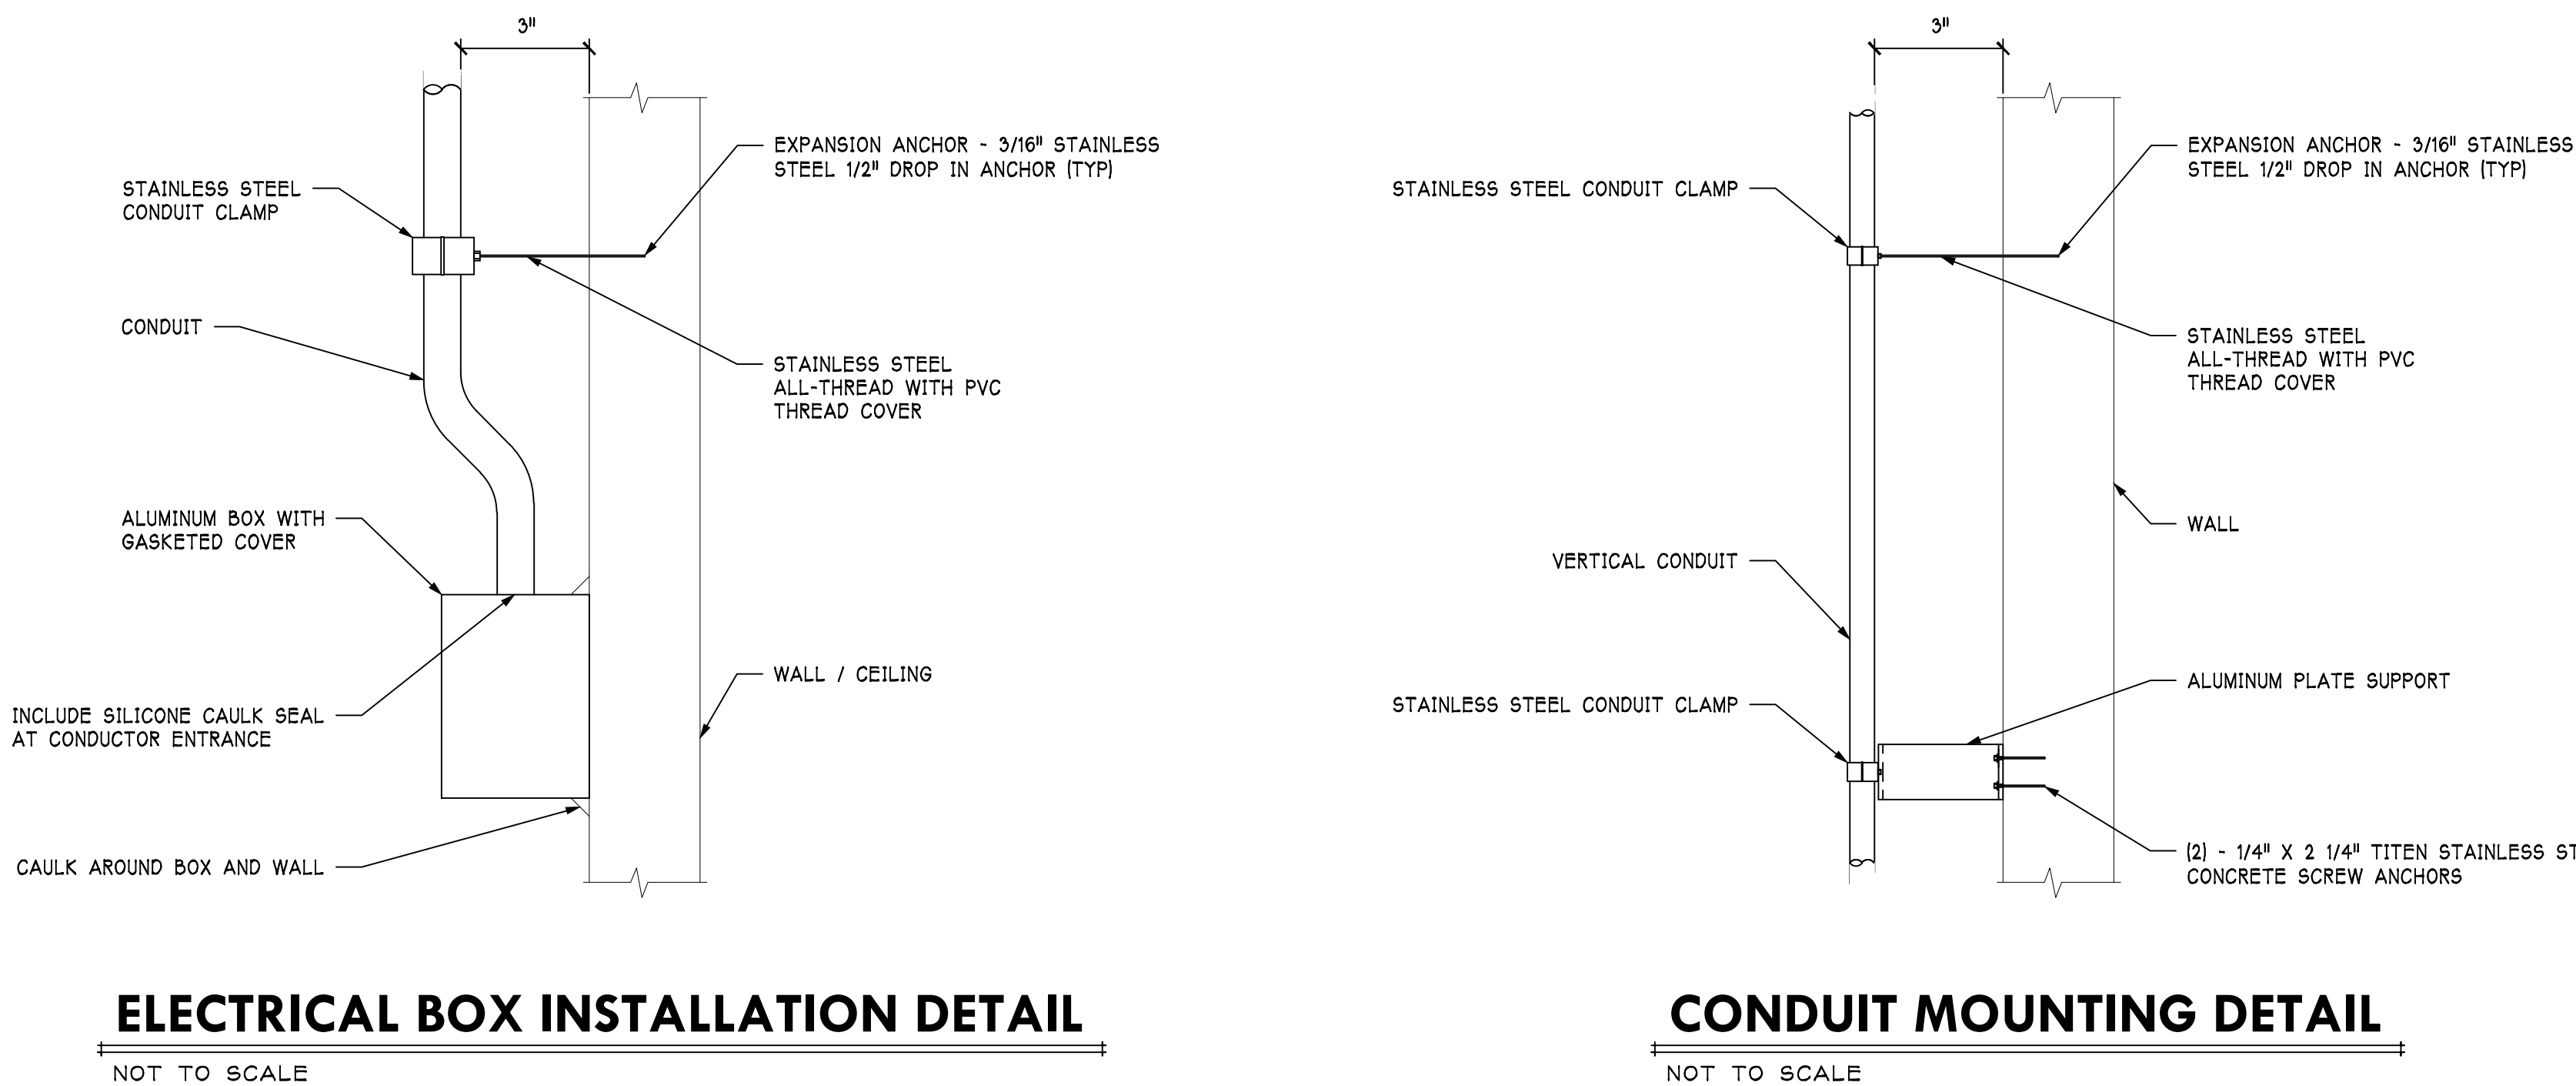 3"
EXPANSION ANCHOR - 3/16" STAINLESS
STEEL 1/2" DROP IN ANCHOR (TYP)
STAINLESS STEEL
CONDUIT CLAMP
CONDUIT
STAINLESS STEEL
ALL-THREAD WITH PVC
THREAD COVER
ALUMINUM BOX WITH
GASKETED COVER
WALL / CEILING
INCLUDE SILICONE CAULK SEAL
AT CONDUCTOR ENTRANCE
CAULK AROUND BOX AND WALL
ELECTRICAL BOX INSTALLATION DETAIL
NOT TO SCALE
3"
EXPANSION ANCHOR - 3/16" STAINLESS
STEEL 1/2" DROP IN ANCHOR (TYP)
STAINLESS STEEL CONDUIT CLAMP
STAINLESS STEEL
ALL-THREAD WITH PVC
THREAD COVER
WALL
VERTICAL CONDUIT
ALUMINUM PLATE SUPPORT
STAINLESS STEEL CONDUIT CLAMP
(2) - 1/4" X 2 1/4" TITEN STAINLESS
CONCRETE SCREW ANCHORS
CONDUIT MOUNTING DETAIL
NOT TO SCALE